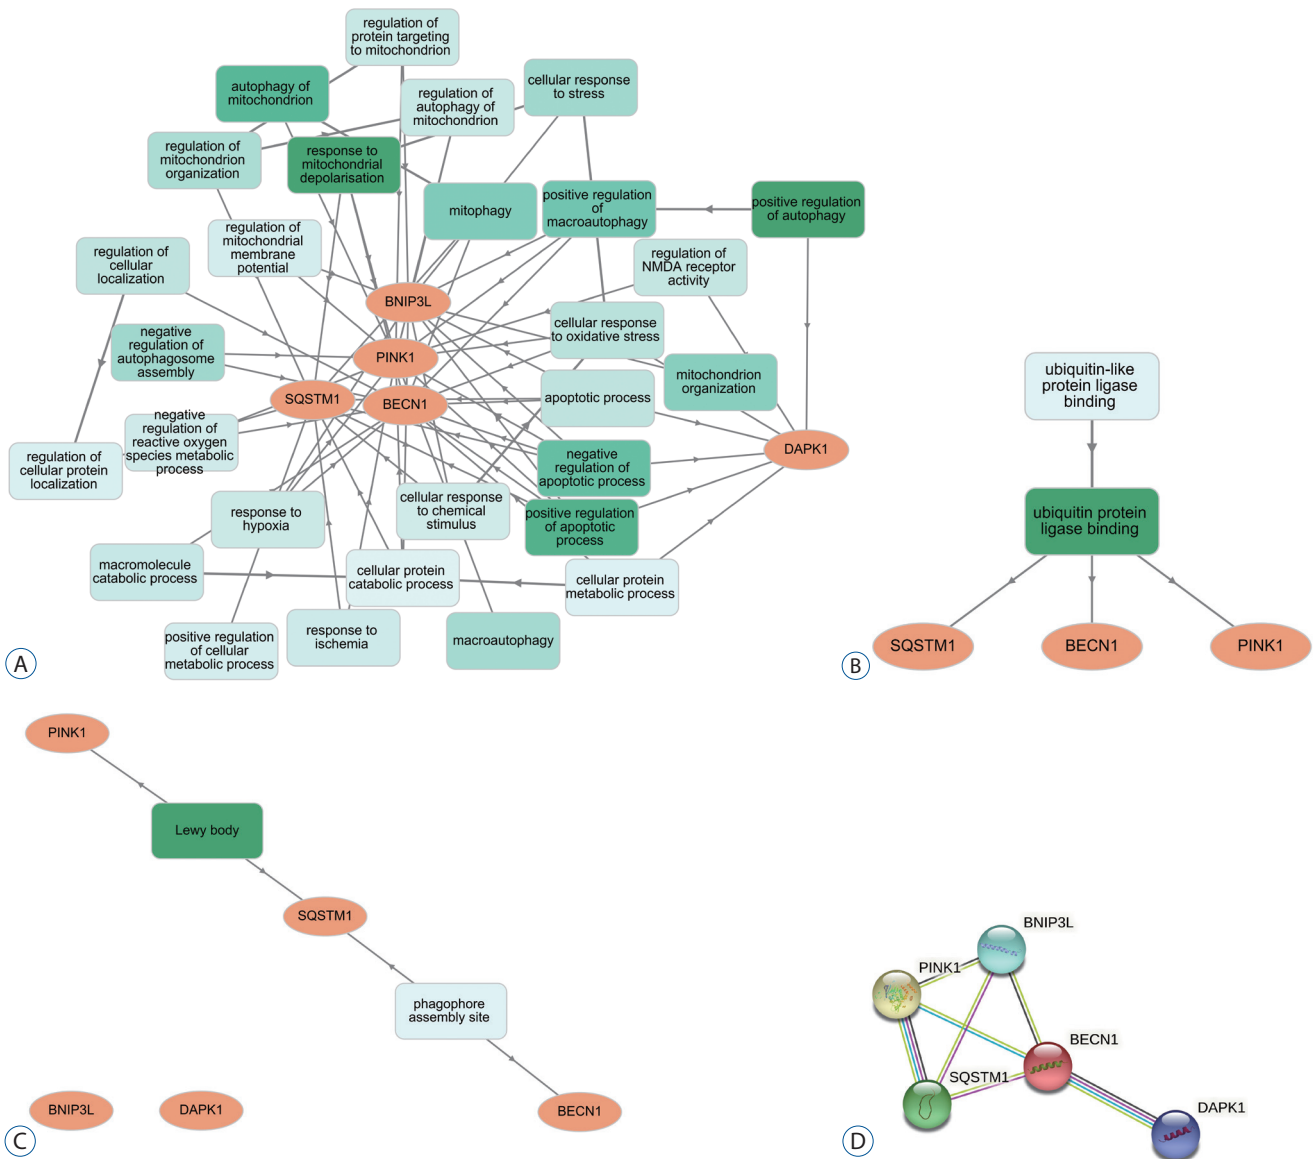 regulation of
protein targeting
to mitochondrion
autophagy of
mitochondrion
regulation of
autophagy of
mitochondrion
cellular response
to stress
regulation of
mitochondrion
organization
response to
mitochondrial
depolarisation
mitophagy
positive regulation
of
macroautophagy
positive regulation
of autophagy
regulation of
mitochondrial
membrane
potential
regulation of
cellular
localization
regulation of
NMDA receptor
activity
BNIP3L
negative
regulation of
autophagosome
assembly
PINK1
cellular response
to oxidative stress
mitochondrion
organization
SQSTM1
BECN1
apoptotic process
negative
regulation of
reactive oxygen
species metabolic
process
DAPK1
regulation of
cellular protein
localization
negative
regulation of
apoptotic process
response to
hypoxia
cellular response
to chemical
stimulus
positive regulation
of apoptotic
process
macromolecule
catabolic process
cellular protein
catabolic process
cellular protein
metabolic process
positive regulation
of cellular
metabolic process
response to
ischemia
macroautophagy
A
ubiquitin-like
protein ligase
binding
ubiquitin protein
ligase binding
SQSTM1
BECN1
PINK1
B
PINK1
Lewy body
SQSTM1
phagophore
assembly site
BNIP3L
DAPK1
BECN1
C
BNIP3L
PINK1
BECN1
SQSTM1
DAPK1
D